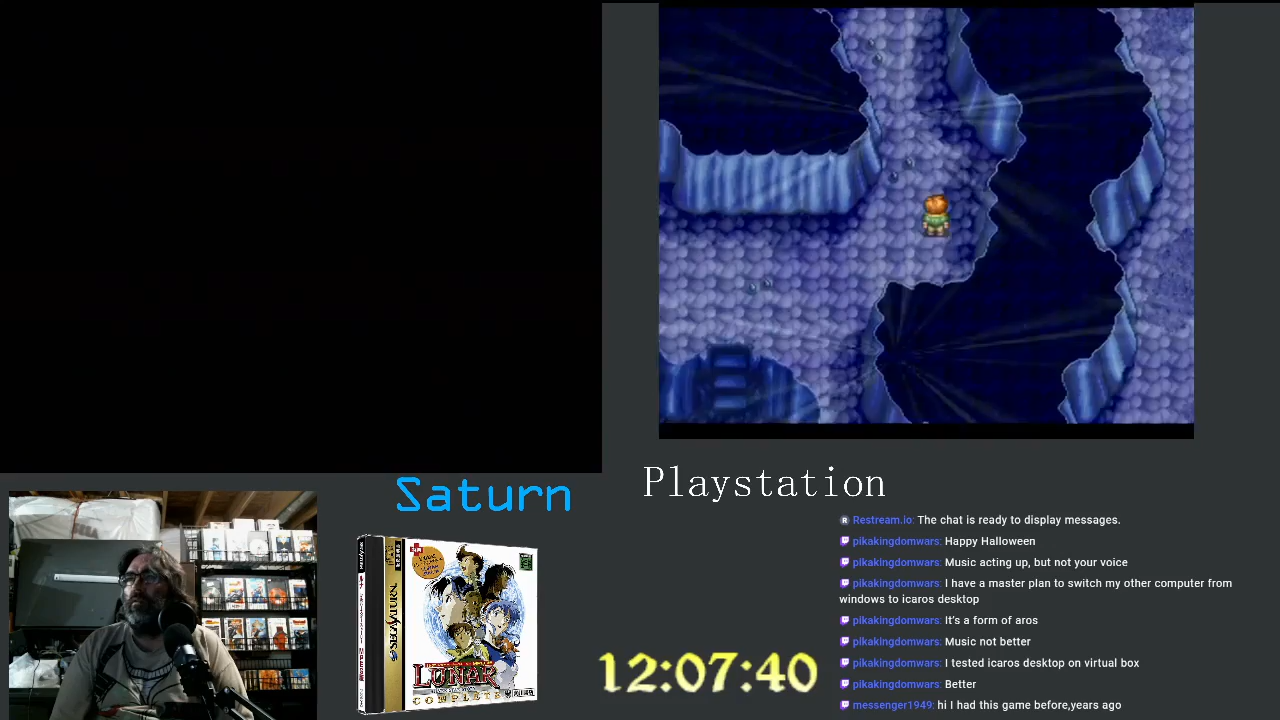 Saturn
Playstation
Restream.io: The chat is ready to display messages.
pikakingdomwars: Happy Halloween
pikakingdomwars: Music acting up, but not your voice
pikakingdomwars: I have a master plan to switch my other computer from
windows to icaros desktop
pikakingdomwars: It's a form of aros
pikakingdomwars: Music not better
pikakingdomwars: I tested icaros desktop on virtual box
pikakingdomwars: Better
messenger1949: hi I had this game before,years ago
12:07:40
LUNAR
COMPLETE